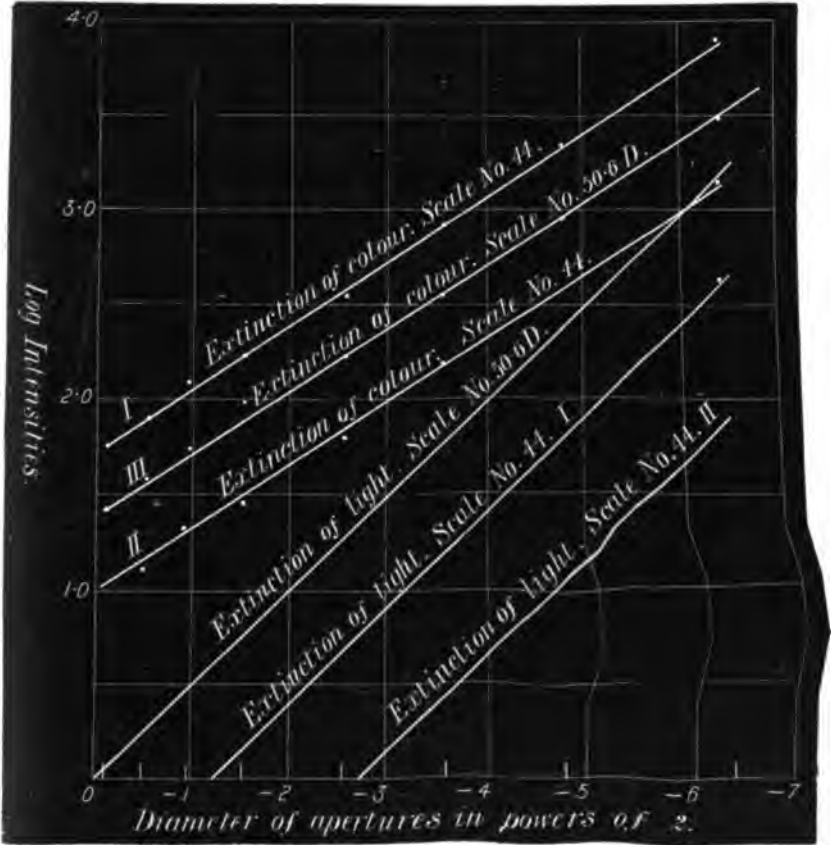 4·0
Extinction of colour; Scale No. 44.
I
3·0
Extinction of colour; Scale No. 50·6 D.
III
Extinction of colour; Scale No. 44.
II
2·0
Extinction of light. Scale No. 50·6 D.
Extinction of light. Scale No. 44. I
Extinction of light. Scale No. 44. II
1·0
Log Intensities.
0 -1 -2 -3 -4 -5 -6 -7
Diameter of apertures in powers of 2.